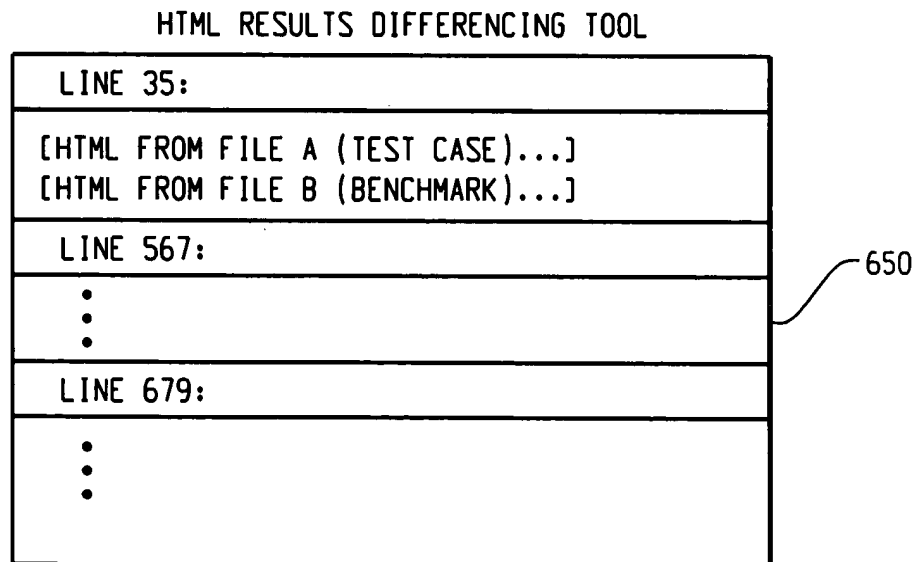 HTML RESULTS DIFFERENCING TOOL
LINE 35:
[HTML FROM FILE A (TEST CASE)...]
[HTML FROM FILE B (BENCHMARK)...]
LINE 567:
650
LINE 679: